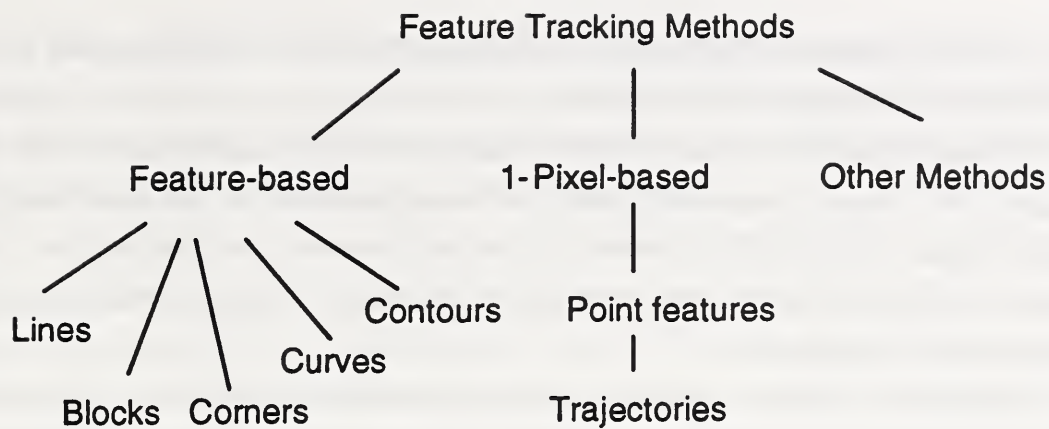 Feature Tracking Methods
Feature-based 1-Pixel-based Other Methods
Lines
Contours
Point features
Curves
Blocks Corners
Trajectories